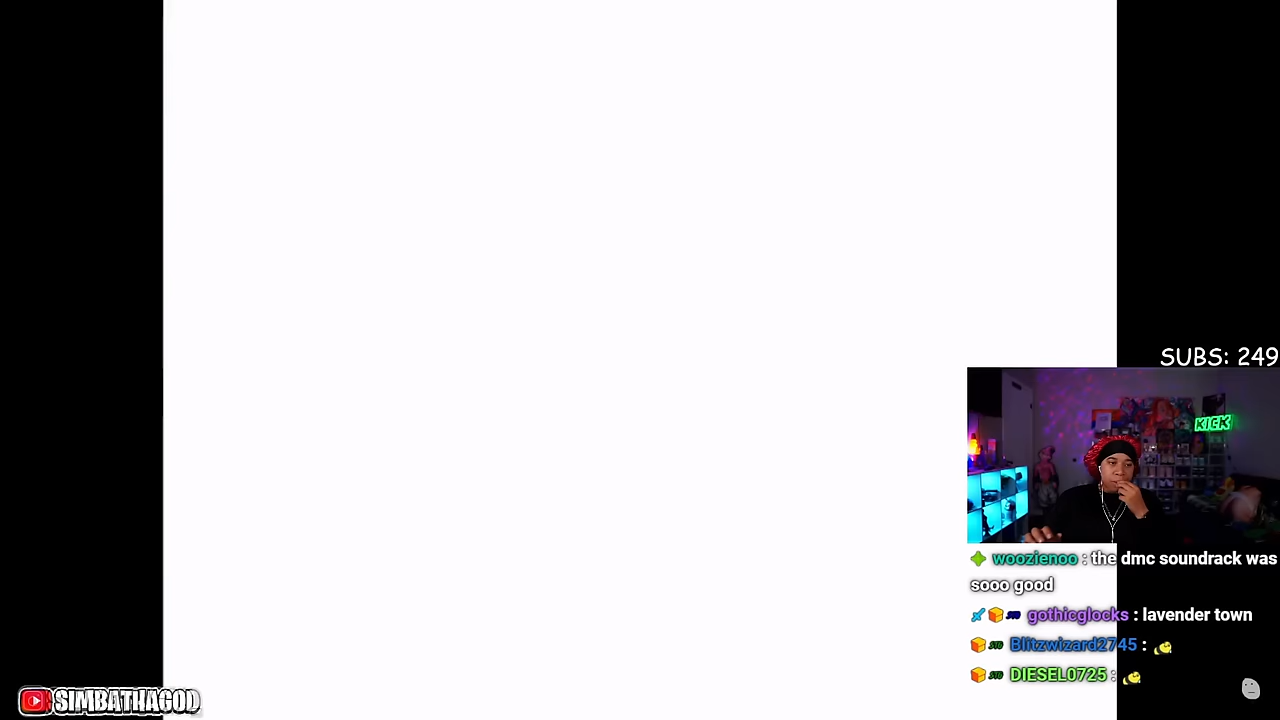 SUBS: 249
KICK
woozienoo : the dmc soundrack was
sooo good
gothicglocks : lavender town
Blitzwizard2745 :
DIESEL0725 :
SIMBATHAGOD